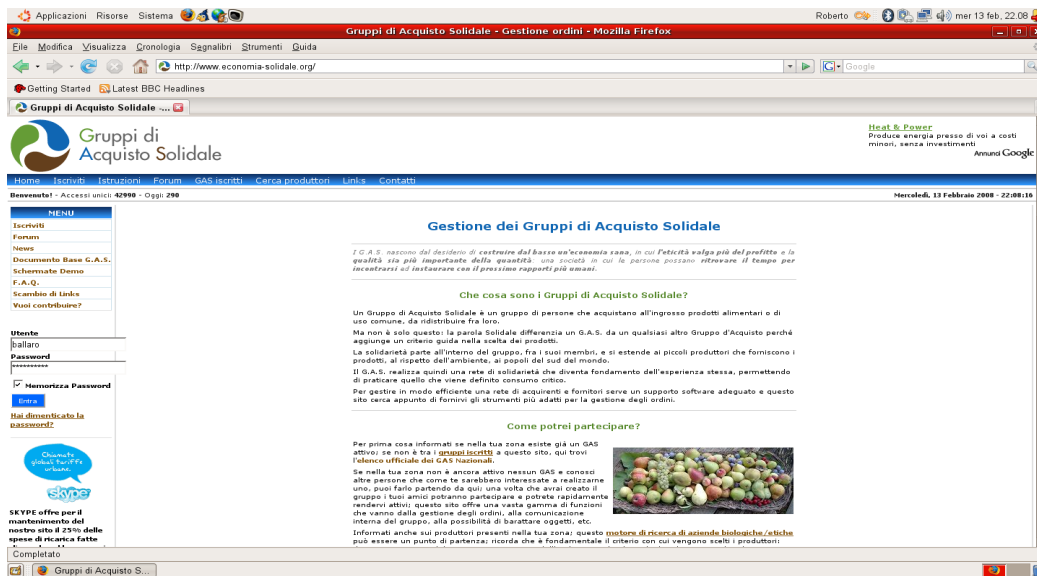 Applicazioni Risorse Sistema
Roberto
mer 13 feb, 22.08
Gruppi di Acquisto Solidale - Gestione ordini - Mozilla Firefox
File Modifica Visualizza Cronologia Segnalibri Strumenti Guida
http://www.economia-solidale.org/
Google
Getting Started Latest BBC Headlines
Gruppi di Acquisto Solidale -...
Gruppi di
Acquisto Solidale
Heat & Power
Produce energia presso di voi a costi
minori, senza investimenti
Annunci Google
Home Iscriviti Istruzioni Forum GAS iscritti Cerca produttori Links Contatti
Benvenuto! - Accessi unici: 42990 - Oggi: 290
Mercoledì, 13 Febbraio 2008 - 22:08:16
MENU
Iscriviti
Forum
News
Documento Base G.A.S.
Schermate Demo
F.A.Q.
Scambio di Links
Vuoi contribuire?
Utente
ballaro
Password
**********
Memorizza Password
Entra
Hai dimenticato la
password?
Chiamate
globali tariffe
urbane.
skype
SKYPE offre per il
mantenimento del
nostro sito il 25% delle
spese di ricarica fatte
Gestione dei Gruppi di Acquisto Solidale
I G.A.S. nascono dal desiderio di costruire dal basso un'economia sana, in cui l'eticità valga più del profitto e la
qualità sia più importante della quantità: una società in cui le persone possano ritrovare il tempo per
incontrarsi ed instaurare con il prossimo rapporti più umani.
Che cosa sono i Gruppi di Acquisto Solidale?
Un Gruppo di Acquisto Solidale è un gruppo di persone che acquistano all'ingrosso prodotti alimentari o di
uso comune, da ridistribuire fra loro.
Ma non è solo questo: la parola Solidale differenzia un G.A.S. da un qualsiasi altro Gruppo d'Acquisto perché
aggiunge un criterio guida nella scelta dei prodotti.
La solidarietà parte all'interno del gruppo, fra i suoi membri, e si estende ai piccoli produttori che forniscono i
prodotti, al rispetto dell'ambiente, ai popoli del sud del mondo.
Il G.A.S. realizza quindi una rete di solidarietà che diventa fondamento dell'esperienza stessa, permettendo
di praticare quello che viene definito consumo critico.
Per gestire in modo efficiente una rete di acquirenti e fornitori serve un supporto software adeguato e questo
sito cerca appunto di fornirvi gli strumenti più adatti per la gestione degli ordini.
Come potrei partecipare?
Per prima cosa informati se nella tua zona esiste già un GAS
attivo; se non è tra i gruppi iscritti a questo sito, qui trovi
l'elenco ufficiale dei GAS Nazionali.
Se nella tua zona non è ancora attivo nessun GAS e conosci
altre persone che come te sarebbero interessate a realizzarne
uno, puoi farlo partendo da qui; una volta che avrai creato il
gruppo i tuoi amici potranno partecipare e potrete rapidamente
rendervi attivi; questo sito offre una vasta gamma di funzioni
che vanno dalla gestione degli ordini, alla comunicazione
interna del gruppo, alla possibilità di barattare oggetti, etc.
Informati anche sui produttori presenti nella tua zona; questo motore di ricerca di aziende biologiche/etiche
può essere un punto di partenza; ricorda che è fondamentale il criterio con cui vengono scelti i produttori:
Completato
Gruppi di Acquisto S...